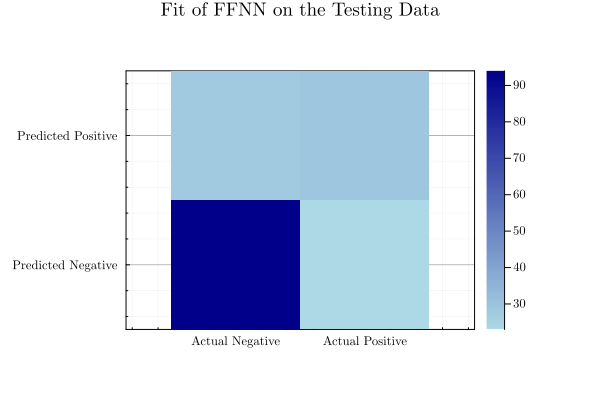 Fit of FFNN on the Testing Data
Predicted Positive
Predicted Negative
Actual Negative
Actual Positive
90
80
70
60
50
40
30